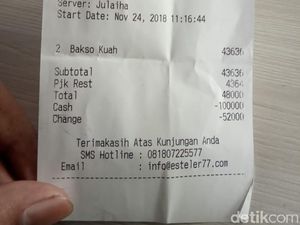 Server: Julaiha
Start Date: Nov 24, 2018 11:16:44
2 Bakso Kuah 43636
Subtotal 43636
Pjk Rest 4364
Total 48000
Cash -100000
Change -52000
Terimakasih Atas Kunjungan Anda
SMS Hotline : 081807225577
Email : info@esteler77.com
detikcom